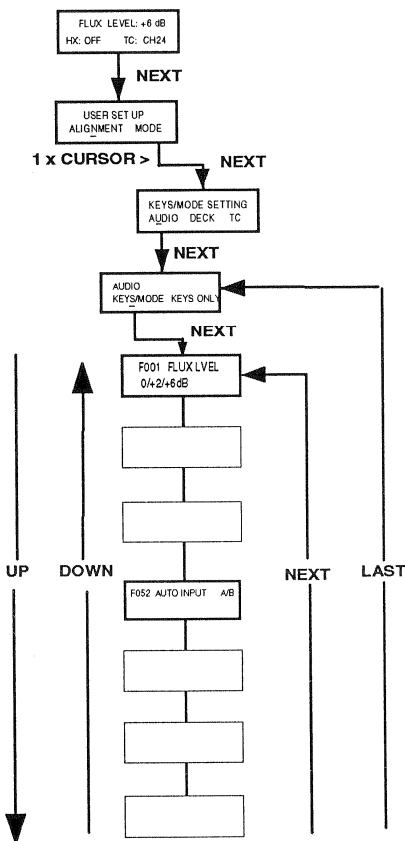 FLUX LEVEL: +6 dB
HX: OFF TC: CH24
NEXT
USER SET UP
ALIGNMENT MODE
1 x CURSOR >
NEXT
KEYS/MODE SETTING
AUDIO DECK TC
NEXT
AUDIO
KEYS/MODE KEYS ONLY
NEXT
F001 FLUX LVEL
0/+2/+6dB
UP
DOWN
F052 AUTO INPUT A/B
NEXT
LAST